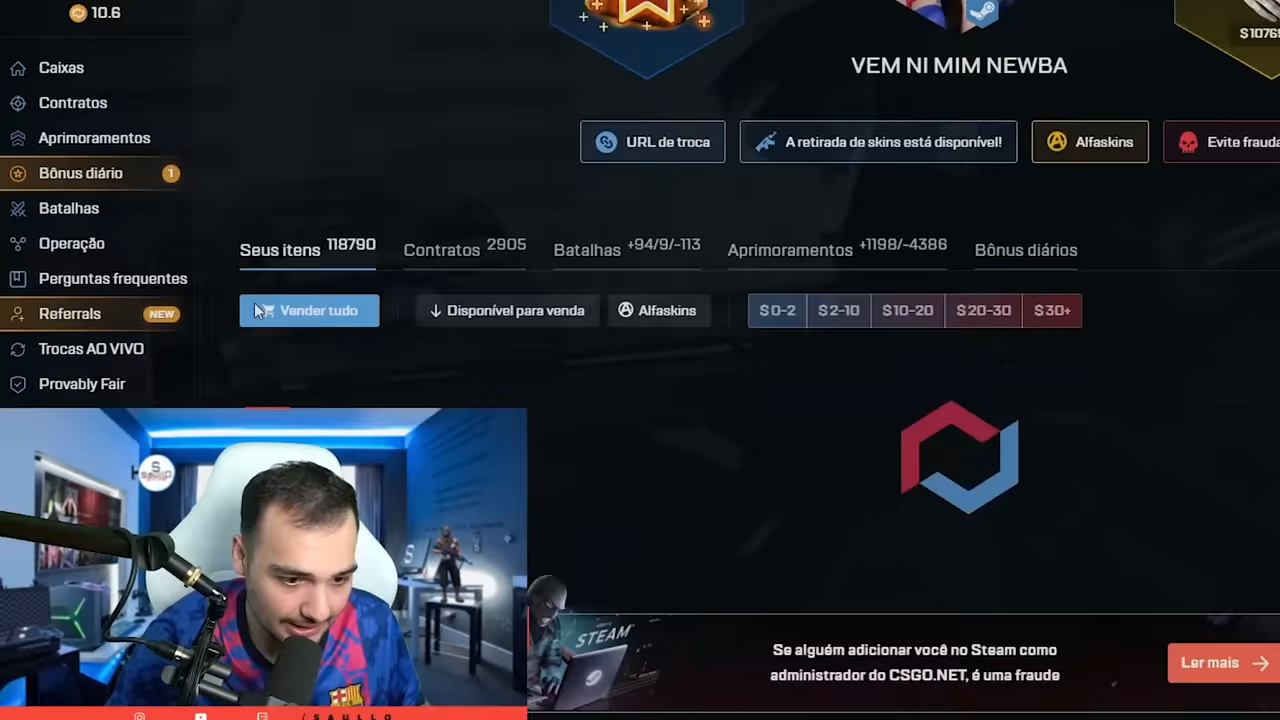 10.6
$1076
VEM NI MIM NEWBA
Caixas
Contratos
Aprimoramentos
Bônus diário 1
Batalhas
Operação
Perguntas frequentes
Referrals NEW
Trocas AO VIVO
Provably Fair
URL de troca
A retirada de skins está disponível!
Alfaskins
Evite frauda
Seus itens 118790
Contratos 2905
Batalhas +94/9/-113
Aprimoramentos +1198/-4386
Bônus diários
Vender tudo
Disponível para venda
Alfaskins
$ 0-2
$ 2-10
$ 10-20
$ 20-30
$ 30+
STEAM
Se alguém adicionar você no Steam como
administrador do CSGO.NET, é uma fraude
Ler mais
/SAULLO